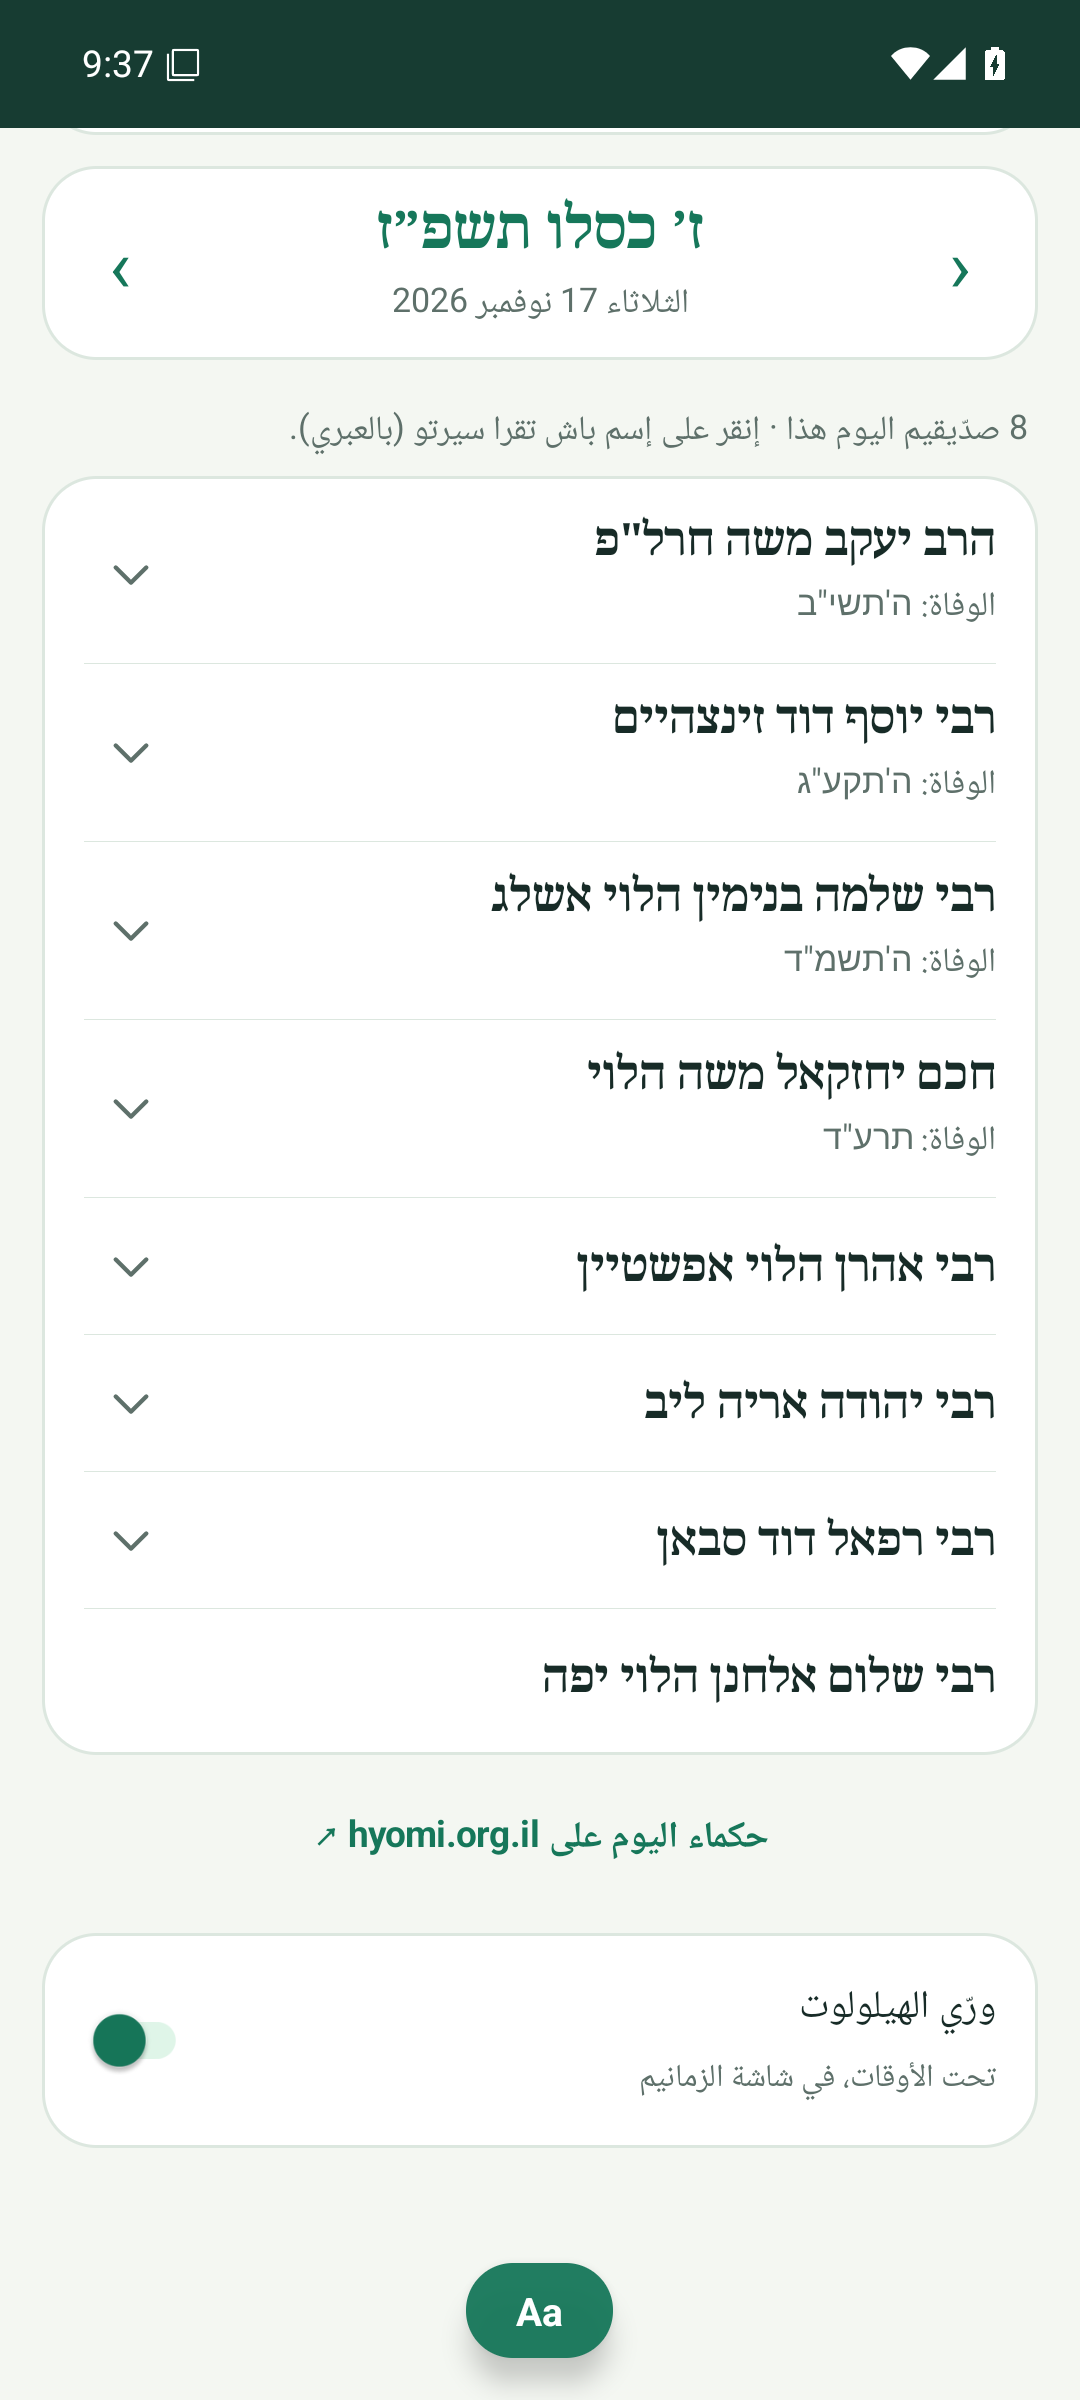 9:37
ז׳ כסלו תשפ״ז
الثلاثاء 17 نوفمبر 2026
8 صدّيقيم اليوم هذا · إنقر على إسم باش تقرا سيرتو (بالعبري).
הרב יעקב משה חרל"פ
الوفاة: ה'תשי"ב
רבי יוסף דוד זינצהיים
الوفاة: ה'תקע"ג
רבי שלמה בנימין הלוי אשלג
الوفاة: ה'תשמ"ד
חכם יחזקאל משה הלוי
الوفاة: תרע"ד
רבי אהרן הלוי אפשטיין
רבי יהודה אריה ליב
רבי רפאל דוד סבאן
רבי שלום אלחנן הלוי יפה
حكماء اليوم على hyomi.org.il ↗
ورّي الهيلولوت
تحت الأوقات، في شاشة الزمانيم
Aa